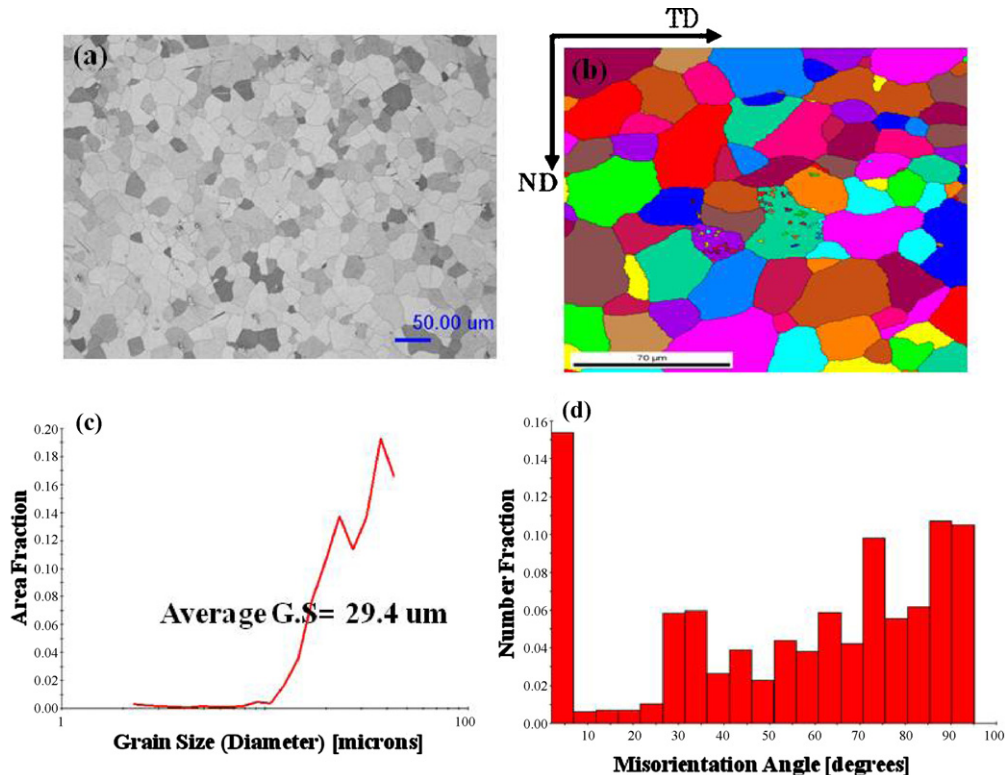 (a)
50.00 um
TD
(b)
ND
70 µm
(c)
0.20
0.18
0.16
0.14
0.12
0.10
0.08
0.06
0.04
0.02
0.00
Area Fraction
Average G.S= 29.4 um
1
100
Grain Size (Diameter) [microns]
(d)
0.16
0.14
0.12
0.10
0.08
0.06
0.04
0.02
0.00
Number Fraction
10 20 30 40 50 60 70 80 90 100
Misorientation Angle [degrees]